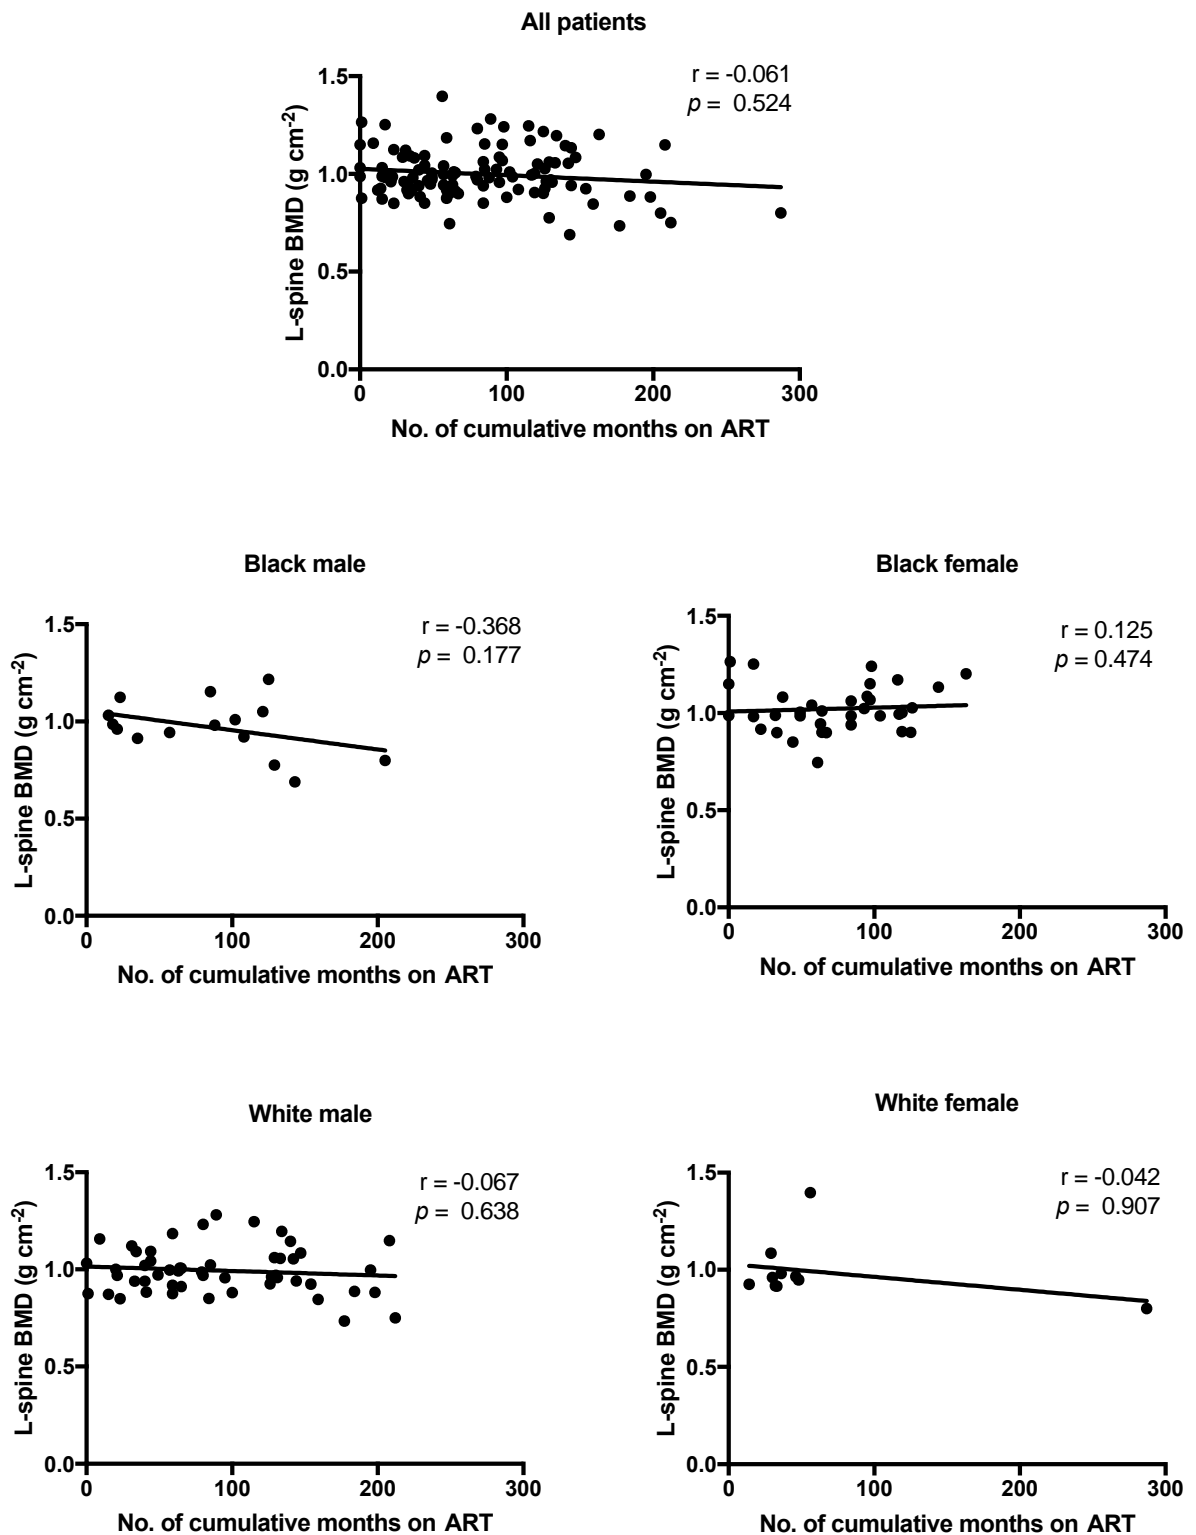 All patients
r = -0.061
p = 0.524
1.5
1.0
0.5
0.0
L-spine BMD (g cm-2)
0 100 200 300
No. of cumulative months on ART
Black male
r = -0.368
p = 0.177
1.5
1.0
0.5
0.0
L-spine BMD (g cm-2)
0 100 200 300
No. of cumulative months on ART
Black female
r = 0.125
p = 0.474
1.5
1.0
0.5
0.0
L-spine BMD (g cm-2)
0 100 200 300
No. of cumulative months on ART
White male
r = -0.067
p = 0.638
1.5
1.0
0.5
0.0
L-spine BMD (g cm-2)
0 100 200 300
No. of cumulative months on ART
White female
r = -0.042
p = 0.907
1.5
1.0
0.5
0.0
L-spine BMD (g cm-2)
0 100 200 300
No. of cumulative months on ART